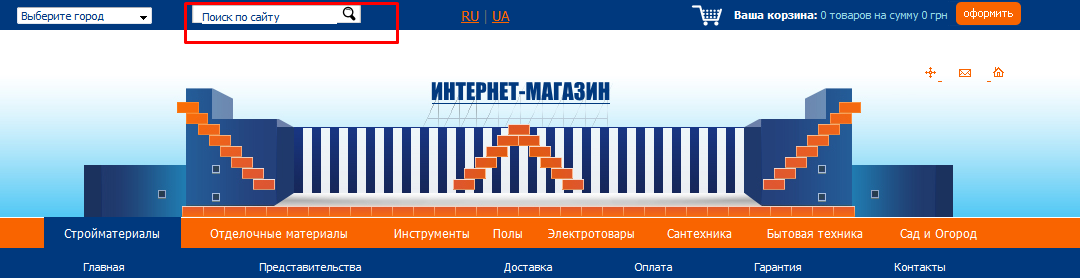 Выберите город
Поиск по сайту
RU | UA
Ваша корзина: 0 товаров на сумму 0 грн
оформить
ИНТЕРНЕТ-МАГАЗИН
Стройматериалы Отделочные материалы Инструменты Полы Электротовары Сантехника Бытовая техника Сад и Огород
Главная Представительства Доставка Оплата Гарантия Контакты